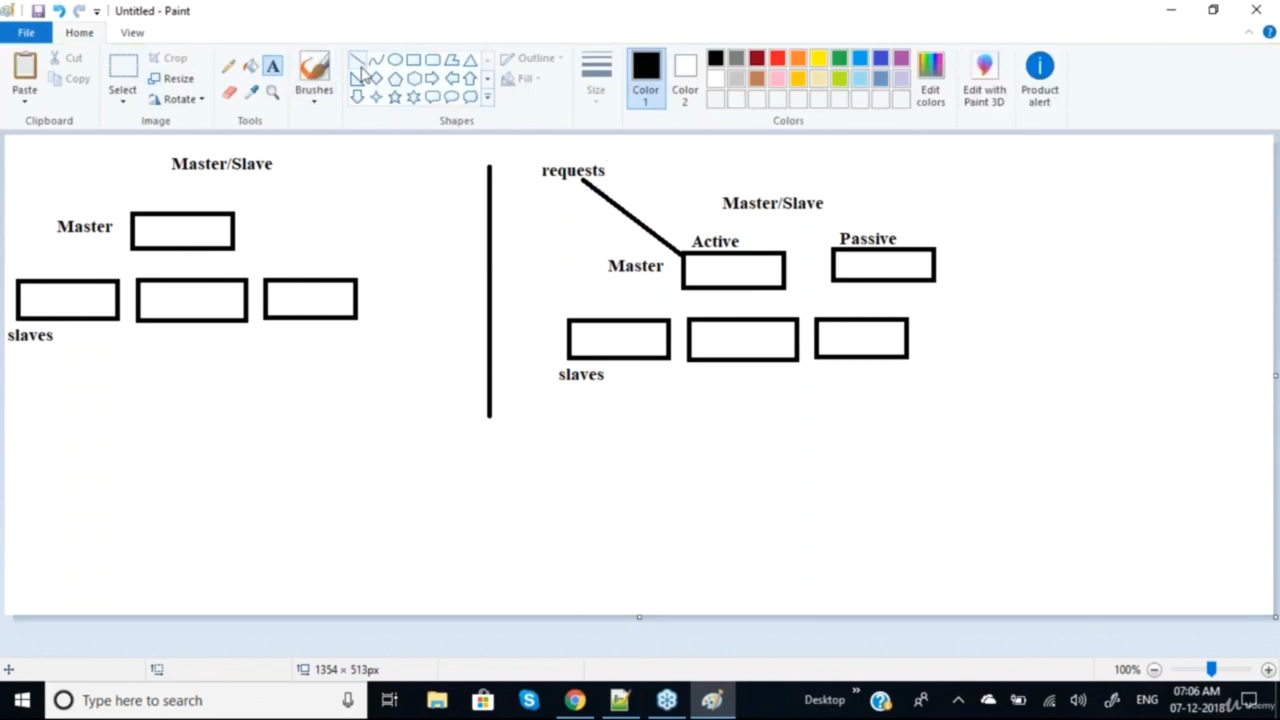 Untitled - Paint
File Home View
Paste
Cut
Copy
Clipboard
Select
Crop
Resize
Rotate
Image
A
Tools
Brushes
Outline
Fill
Shapes
Size
Color 1
Color 2
Edit colors
Colors
Edit with Paint 3D
Product alert
Master/Slave
Master
slaves
requests
Master/Slave
Active
Passive
Master
slaves
1354 × 513px
100%
Type here to search
Desktop
ENG
07:06 AM
07-12-2018
Udemy